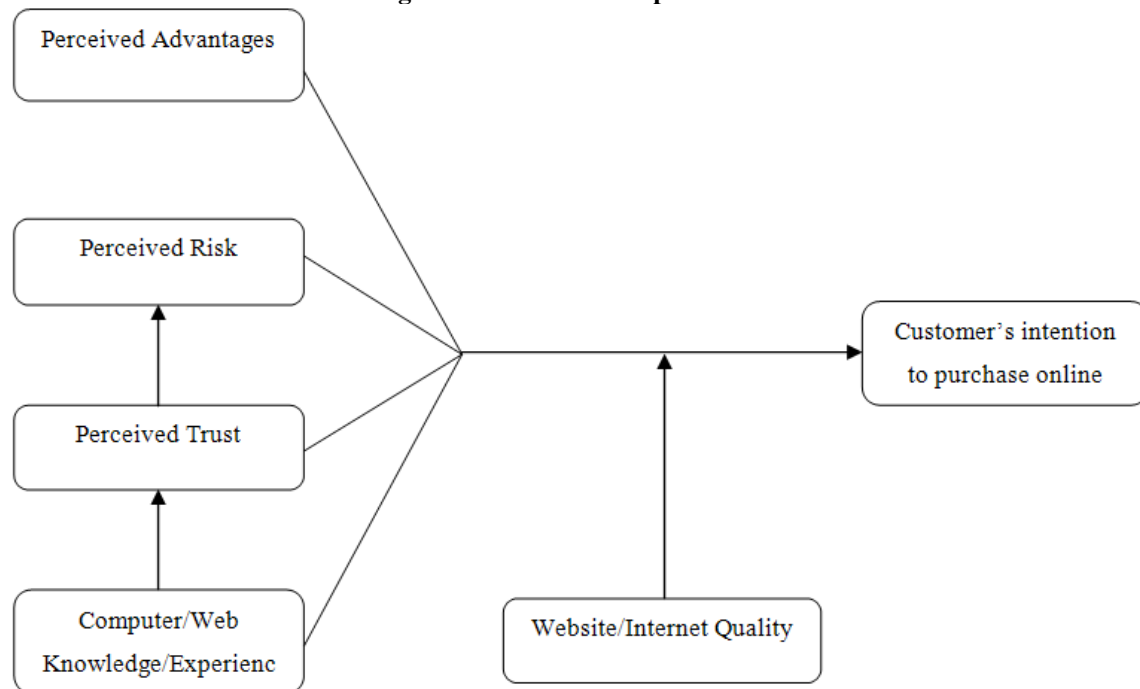 Perceived Advantages
Perceived Risk
Customer’s intention
to purchase online
Perceived Trust
Computer/Web
Knowledge/Experienc
Website/Internet Quality